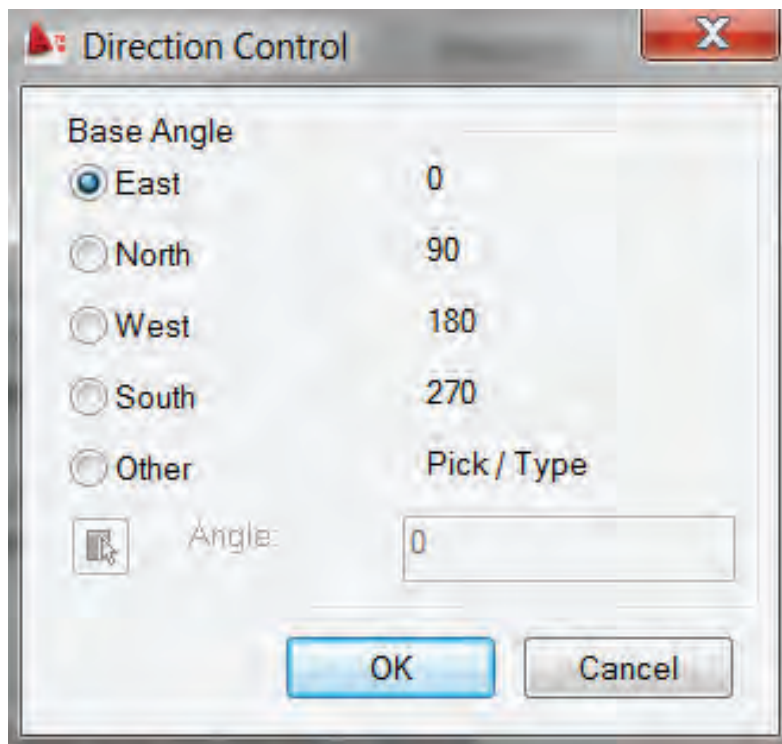 Direction Control
Base Angle
East 0
North 90
West 180
South 270
Other Pick / Type
Angle: 0
OK Cancel